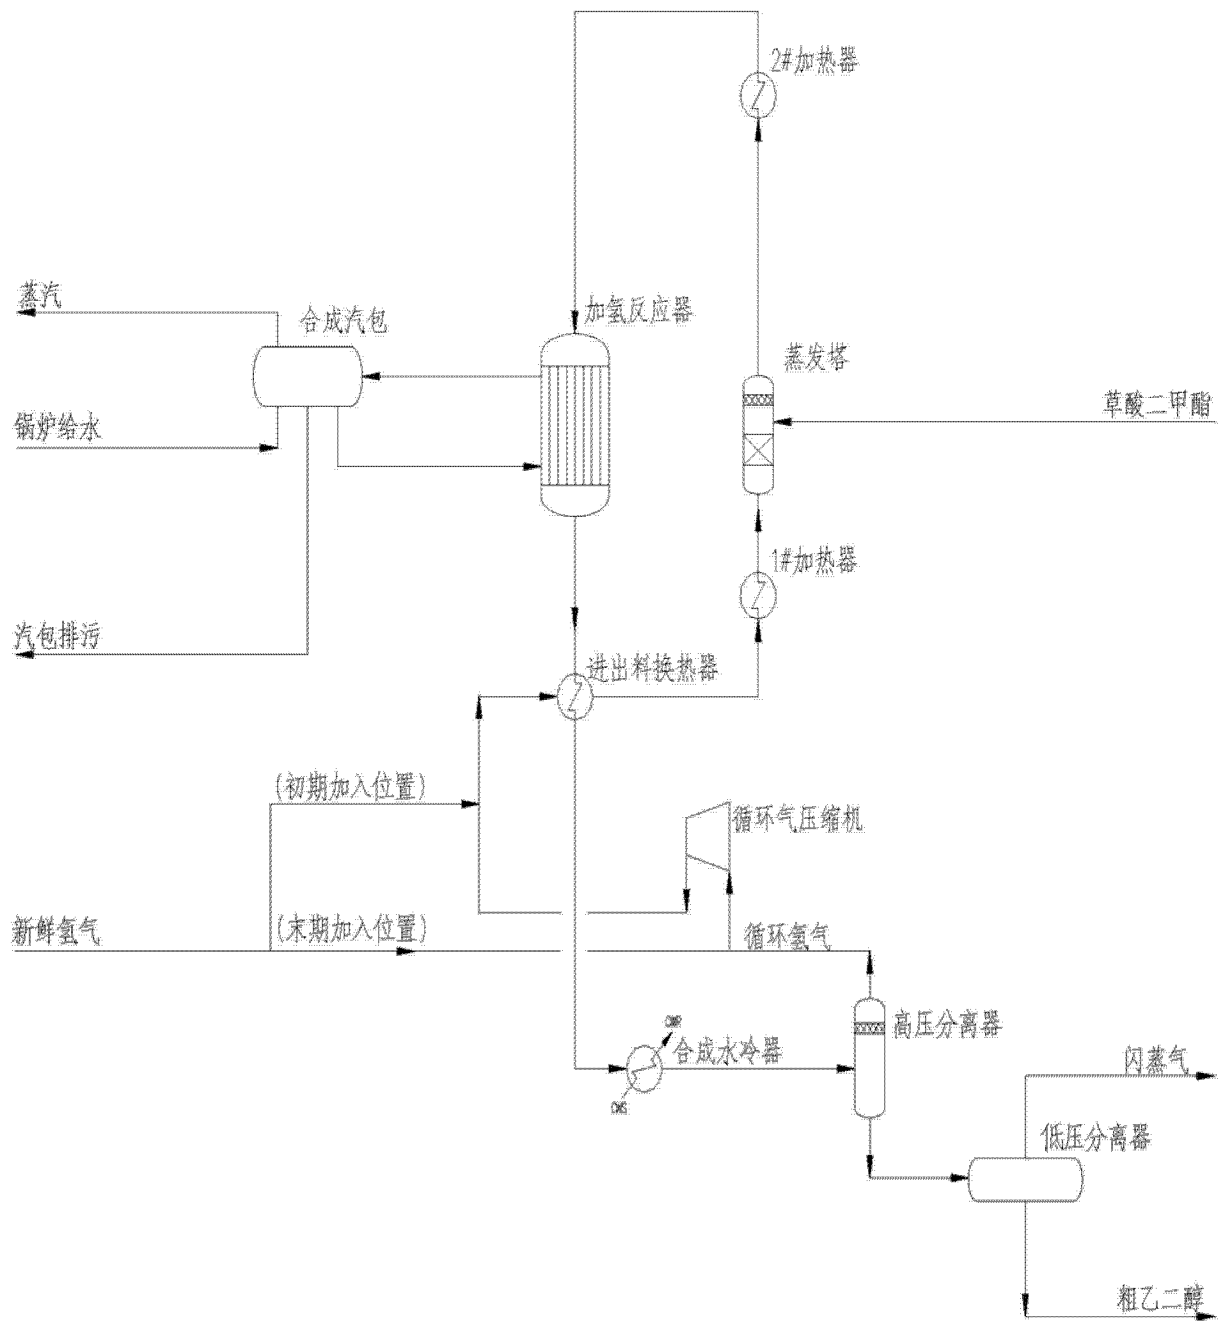 2#加热器
蒸汽
合成汽包
加氢反应器
蒸发塔
草酸二甲酯
锅炉给水
1#加热器
汽包排污
进出料换热器
(初期加入位置)
循环气压缩机
新鲜氢气
(末期加入位置)
循环氢气
高压分离器
合成水冷器
闪蒸气
低压分离器
粗乙二醇